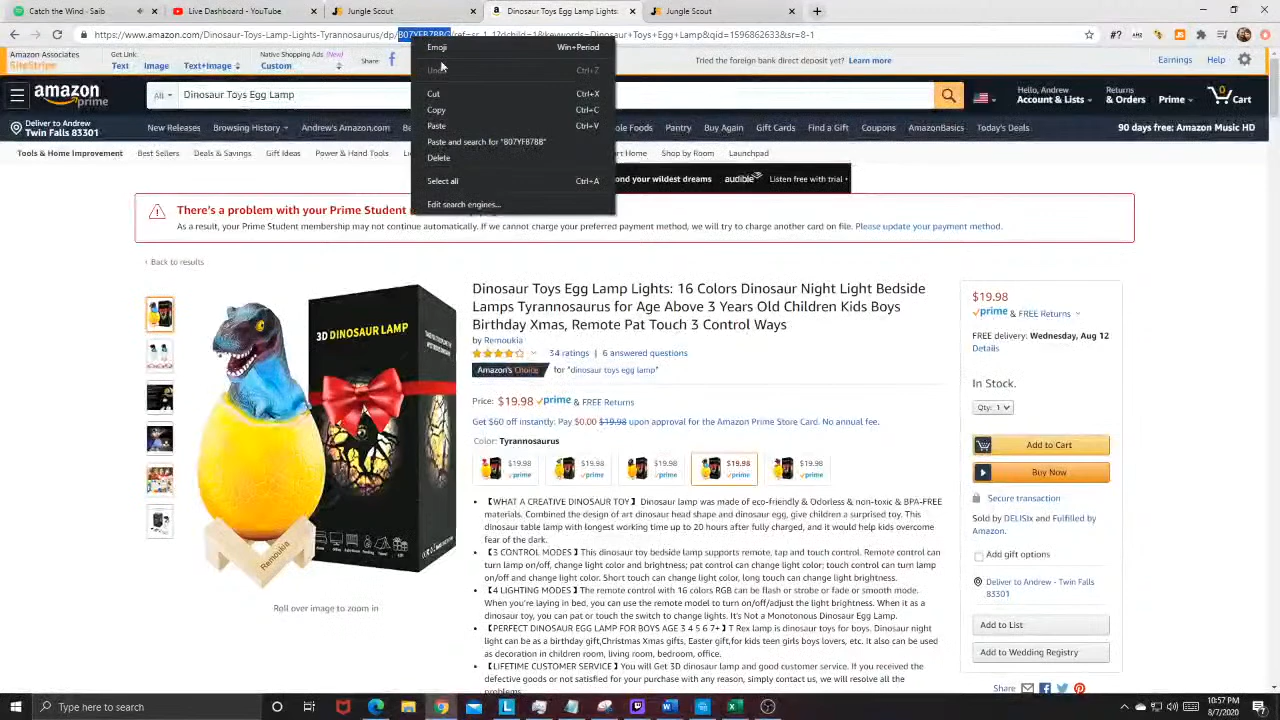 Catch the Wind - YouTube
Jungle Scout
Dinosaur Toys Egg Lamp Lights:
Jungle Scout
https://www.amazon.com/Dinosaur-Toys-Lamp-Lights-Tyrannosaurus/dp/B07YFB78BG/ref=sr_1_1?dchild=1&keywords=Dinosaur+Toys+Egg+Lamp&qid=1596862633&sr=8-1
Emoji Win+Period
Undo Ctrl+Z
Cut Ctrl+X
Copy Ctrl+C
Paste Ctrl+V
Paste and search for "B07YFB78B"
Delete
Select all Ctrl+A
Edit search engines...
Amazon Associates
SiteStripe
Get Link:
Text Image Text+Image
Native Shopping Ads (New)
Custom
Share
Tried the foreign bank direct deposit yet? Learn more
Earnings Help
amazon
prime
All
Dinosaur Toys Egg Lamp
Hello, Andrew
Account & Lists
Returns
& Orders
Prime
0
Cart
Deliver to Andrew
Twin Falls 83301
New Releases Browsing History Andrew's Amazon.com
ole Foods Pantry Buy Again Gift Cards Find a Gift Coupons AmazonBasics Today's Deals
90 days free: Amazon Music HD
Tools & Home Improvement Best Sellers Deals & Savings Gift Ideas Power & Hand Tools
Shop by Room Launchpad
ond your wildest dreams audible Listen free with trial
There's a problem with your Prime Student
As a result, your Prime Student membership may not continue automatically. If we cannot charge your preferred payment method, we will try to charge another card on file. Please update your payment method.
‹ Back to results
3D DINOSAUR LAMP
Remoukia
Roll over image to zoom in
Dinosaur Toys Egg Lamp Lights: 16 Colors Dinosaur Night Light Bedside
Lamps Tyrannosaurus for Age Above 3 Years Old Children Kids Boys
Birthday Xmas, Remote Pat Touch 3 Control Ways
by Remoukia
34 ratings | 6 answered questions
Amazon's Choice for "dinosaur toys egg lamp"
Price: $19.98 prime & FREE Returns
Get $60 off instantly: Pay $0.00 $19.98 upon approval for the Amazon Prime Store Card. No annual fee.
Color: Tyrannosaurus
$19.98 $19.98 $19.98 $19.98 $19.98
prime prime prime prime prime
• 【WHAT A CREATIVE DINOSAUR TOY】Dinosaur lamp was made of eco-friendly & Odorless & non-toxic & BPA-FREE
materials. Combined the design of art dinosaur head shape and dinosaur egg, give children a surprised toy. This
dinosaur table lamp with longest working time up to 20 hours after fully charged, and it would help kids overcome
fear of the dark.
• 【3 CONTROL MODES】This dinosaur toy bedside lamp supports remote, tap and touch control. Remote control can
turn lamp on/off, change light color and brightness; pat control can change light color; touch control can turn lamp
on/off and change light color. Short touch can change light color, long touch can change light brightness.
• 【4 LIGHTING MODES】The remote control with 16 colors RGB can be flash or strobe or fade or smooth mode.
When you're laying in bed, you can use the remote model to turn on/off/adjust the light brightness. When it as a
dinosaur toy, you can pat or touch the switch to change lights. It's Not a Monotonous Dinosaur Egg Lamp.
• 【PERFECT DINOSAUR EGG LAMP FOR BOYS AGE 3 4 5 6 7+】T Rex lamp is dinosaur toys for boys. Dinosaur night
light can be as a birthday gift,Christmas Xmas gifts, Easter gift,for kids teen girls boys lovers, etc. It also can be used
as decoration in children room, living room, bedroom, office.
• 【LIFETIME CUSTOMER SERVICE】You will Get 3D dinosaur lamp and good customer service. If you received the
defective goods or not satisfied for your purchase with any reason, simply contact us, we will resolve all the
problems
$19.98
prime & FREE Returns
FREE delivery: Wednesday, Aug 12
Details
In Stock.
Qty: 1
Add to Cart
Buy Now
Secure transaction
Sold by DELISIx and Fulfilled by
Amazon.
Add gift options
Deliver to Andrew - Twin Falls
83301
Add to List
Add to Wedding Registry
Share
Type here to search
10:57 PM
8/7/2020